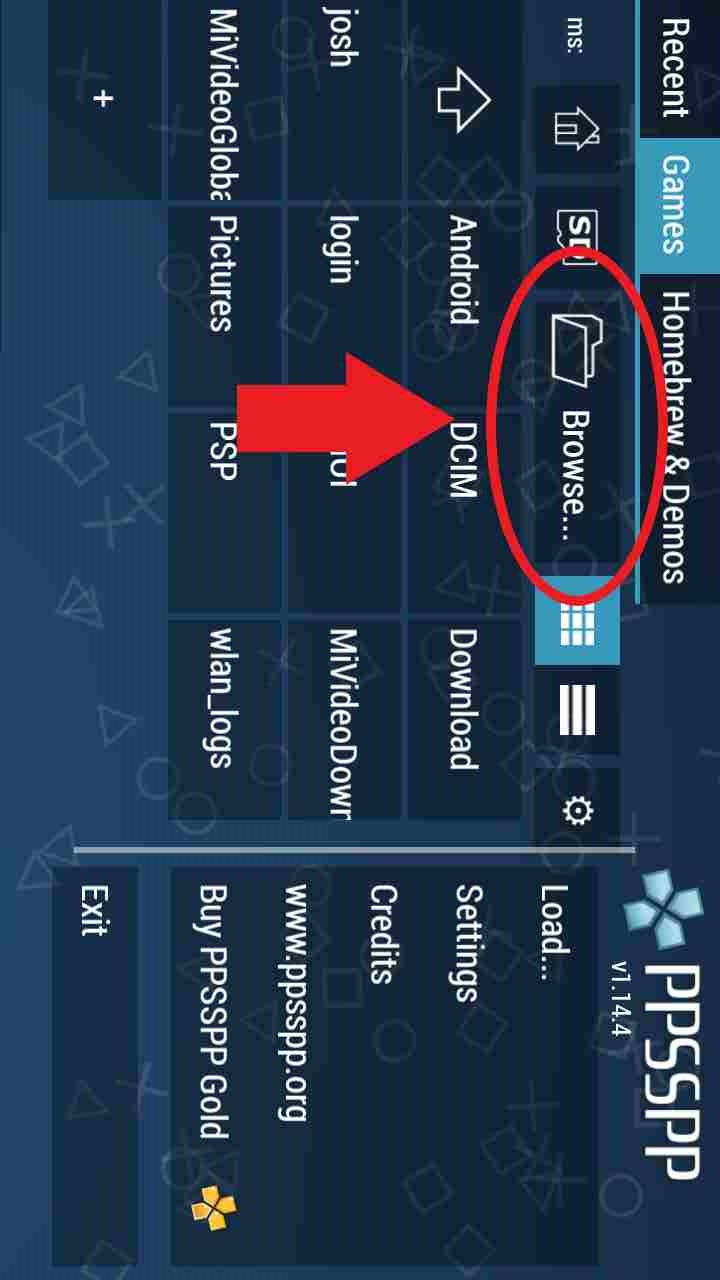 Recent Games Homebrew & Demos
ms: SD Browse...
Android DCIM Download
josh login MiVideoDowr
MiVideoGloba Pictures PSP wlan_logs
+
PPSSPP
v1.14.4
Load...
Settings
Credits
www.ppsspp.org
Buy PPSSPP Gold
Exit